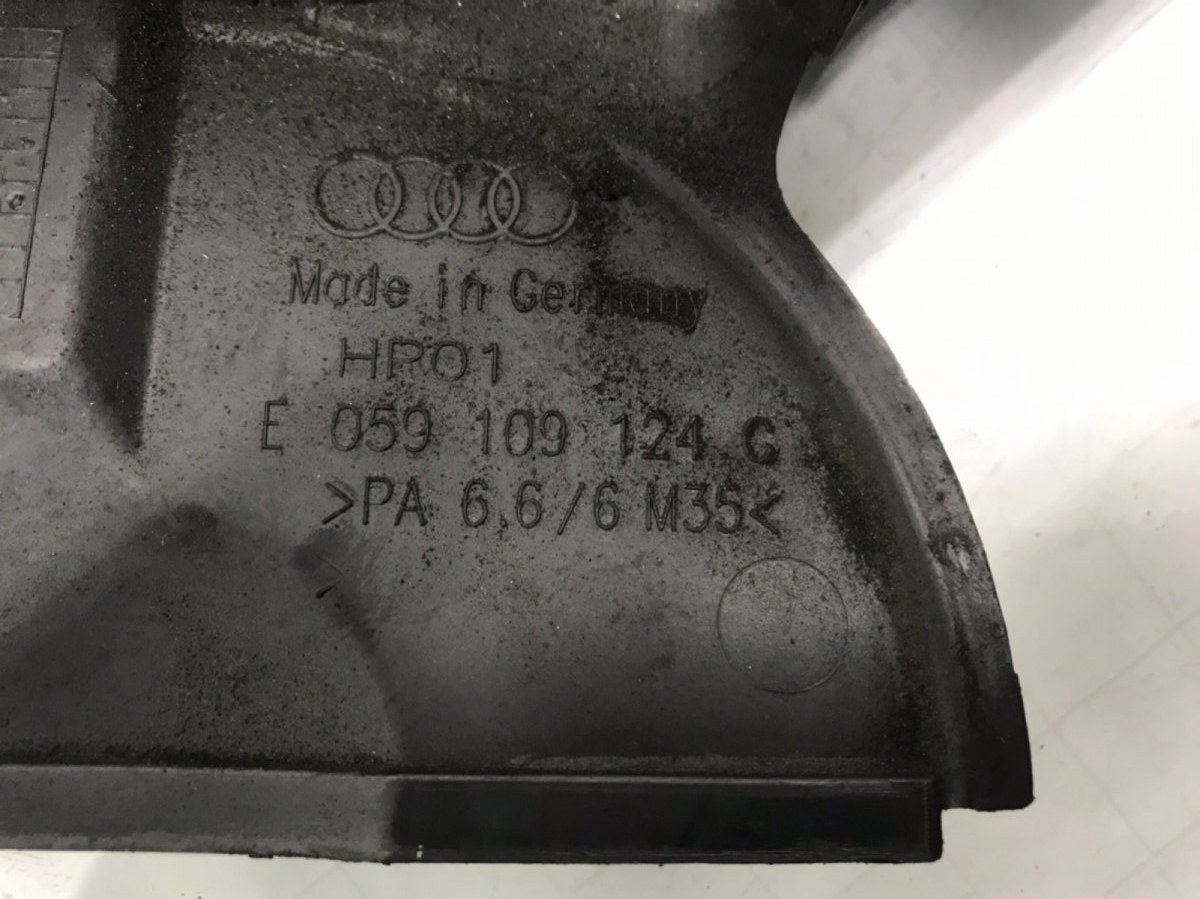 Made in Germany
HP01
E 059 109 124 G
>PA 6.6/6 M35<